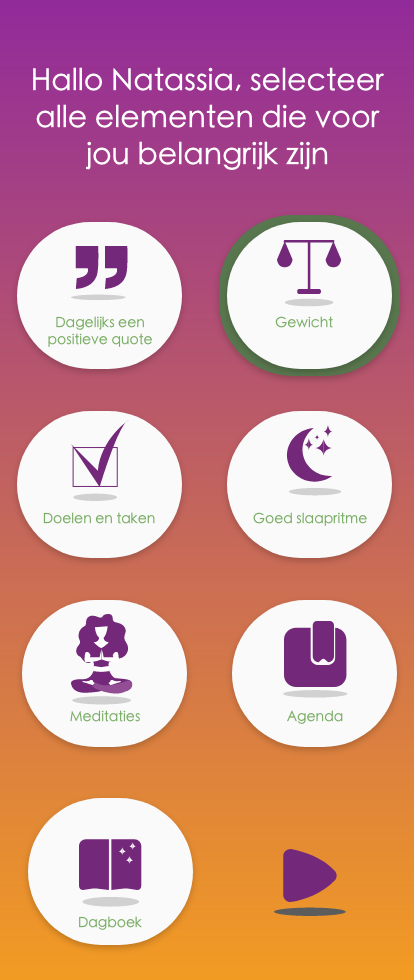 Hallo Natassia, selecteer
alle elementen die voor
jou belangrijk zijn
Dagelijks een
positieve quote
Gewicht
Doelen en taken
Goed slaapritme
Meditaties
Agenda
Dagboek